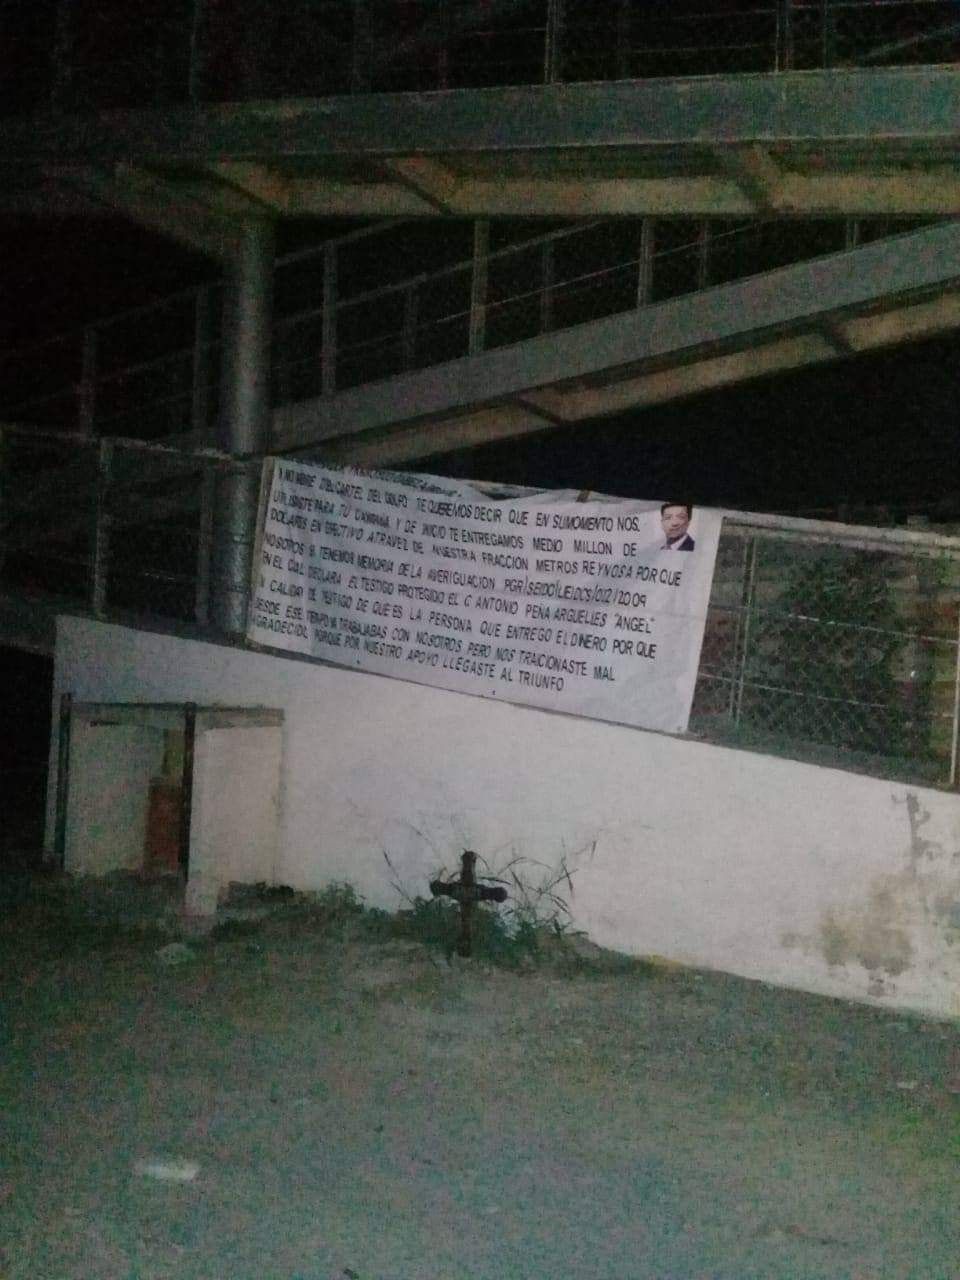 A NOMBRE DEL CARTEL DEL GOLFO TE QUEREMOS DECIR QUE EN SU MOMENTO NOS
UTILISASTE PARA TU CAMPAÑA Y DE INICIO TE ENTREGAMOS MEDIO MILLON DE
DOLARES EN EFECTIVO ATRAVEZ DE NUESTRA FRACCION METROS REYNOSA POR QUE
NOSOTROS SI TENEMOS MEMORIA DE LA AVERIGUACION PGR/SEIDO/LEI,DCS/012/2009
EN EL CUAL DECLARA EL TESTIGO PROTEGIDO EL C ANTONIO PEÑA ARGUELLES "ANGEL"
EN CALIDAD DE TESTIGO DE QUE ES LA PERSONA QUE ENTREGO EL DINERO POR QUE
DESDE ESE TIEMPO YA TRABAJABAS CON NOSOTROS PERO NOS TRAICIONASTE MAL
AGRADECIDO PORQUE POR NUESTRO APOYO LLEGASTE AL TRIUNFO